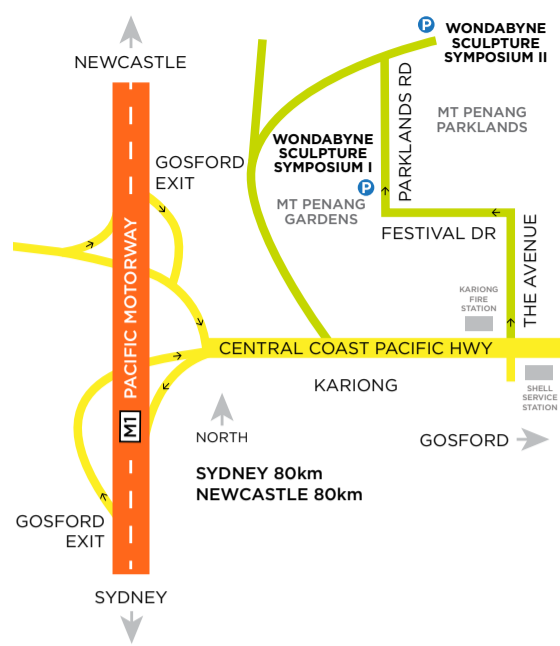 P
WONDABYNE
SCULPTURE
SYMPOSIUM II
NEWCASTLE
PARKLANDS RD
MT PENANG
PARKLANDS
WONDABYNE
SCULPTURE
SYMPOSIUM I
GOSFORD
EXIT
P
MT PENANG
GARDENS
FESTIVAL DR
THE AVENUE
PACIFIC MOTORWAY
KARIONG
FIRE
STATION
CENTRAL COAST PACIFIC HWY
KARIONG
SHELL
SERVICE
STATION
M1
NORTH
GOSFORD
SYDNEY 80km
NEWCASTLE 80km
GOSFORD
EXIT
SYDNEY